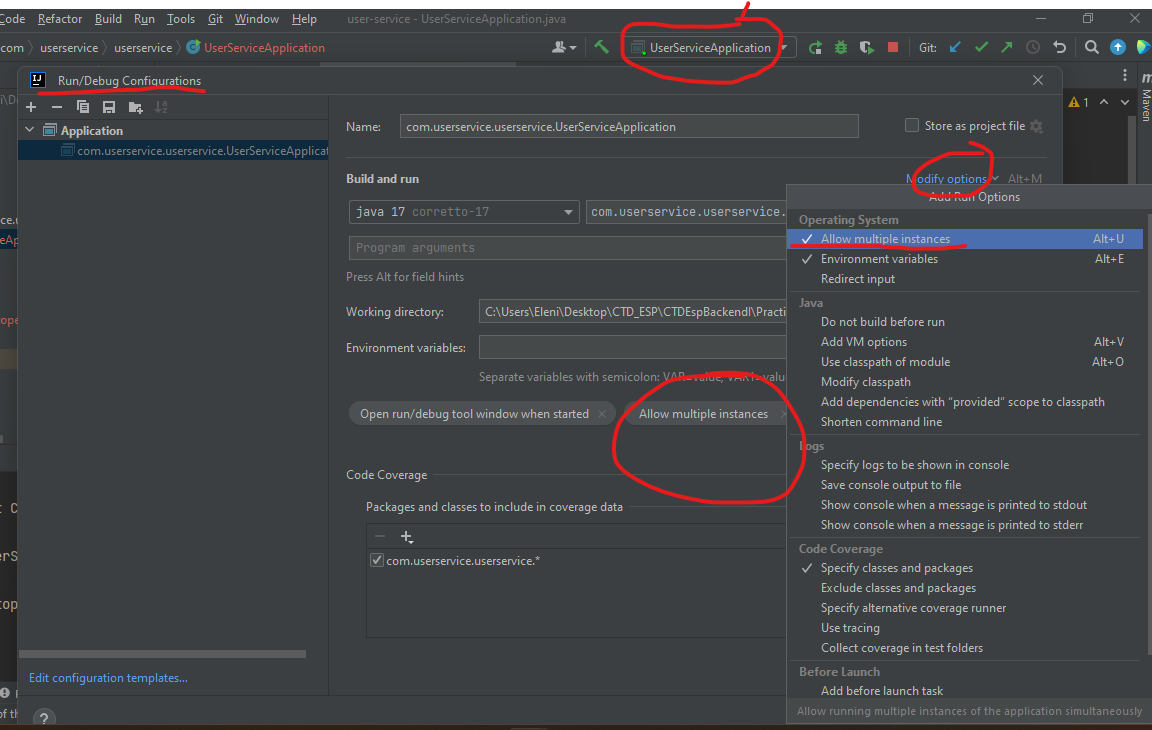 Code Refactor Build Run Tools Git Window Help user-service - UserServiceApplication.java
com userservice userservice UserServiceApplication UserServiceApplication Git:
Run/Debug Configurations
1
Maven
Application
com.userservice.userservice.UserServiceApplicat
Edit configuration templates...
?
Name: com.userservice.userservice.UserServiceApplication Store as project file
Build and run Modify options Alt+M
java 17 corretto-17 com.userservice.userservice.
Program arguments
Press Alt for field hints
Working directory: C:\Users\Eleni\Desktop\CTD_ESP\CTDEspBackendI\Practi
Environment variables:
Separate variables with semicolon: VAR=value; VAR1=valu
Open run/debug tool window when started Allow multiple instances
Code Coverage
Packages and classes to include in coverage data
com.userservice.userservice.*
Add Run Options
Operating System
Allow multiple instances Alt+U
Environment variables Alt+E
Redirect input
Java
Do not build before run
Add VM options Alt+V
Use classpath of module Alt+O
Modify classpath
Add dependencies with “provided” scope to classpath
Shorten command line
Logs
Specify logs to be shown in console
Save console output to file
Show console when a message is printed to stdout
Show console when a message is printed to stderr
Code Coverage
Specify classes and packages
Exclude classes and packages
Specify alternative coverage runner
Use tracing
Collect coverage in test folders
Before Launch
Add before launch task
Allow running multiple instances of the application simultaneously